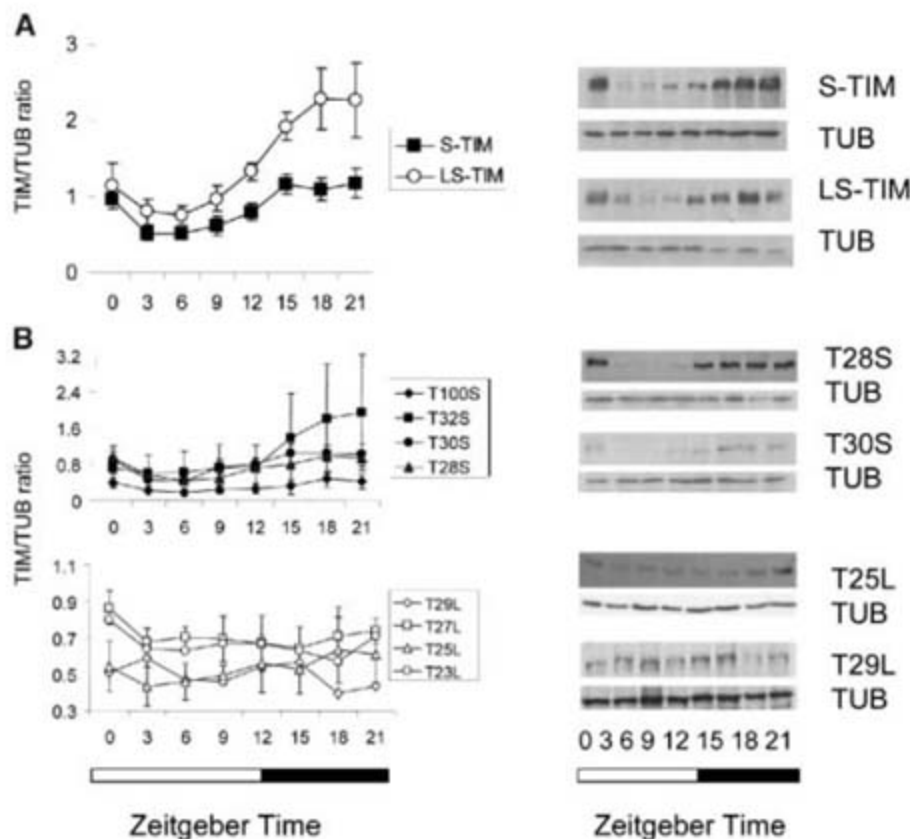 A
TIM/TUB ratio
3
2
1
0
0 3 6 9 12 15 18 21
S-TIM
LS-TIM
S-TIM
TUB
LS-TIM
TUB
B
TIM/TUB ratio
3.2
2.4
1.6
0.8
0
0 3 6 9 12 15 18 21
T100S
T32S
T30S
T28S
T28S
TUB
T30S
TUB
1.1
0.9
0.7
0.5
0.3
0 3 6 9 12 15 18 21
T29L
T27L
T25L
T23L
T25L
TUB
T29L
TUB
0 3 6 9 12 15 18 21
Zeitgeber Time
Zeitgeber Time